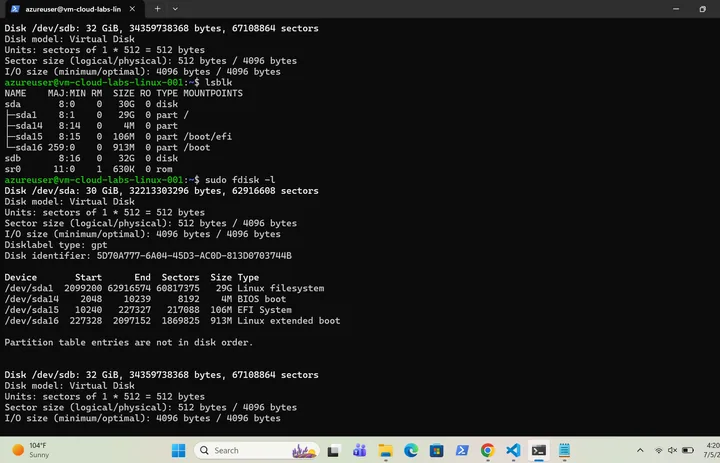 azureuser@vm-cloud-labs-lin
Disk /dev/sdb: 32 GiB, 34359738368 bytes, 67108864 sectors
Disk model: Virtual Disk
Units: sectors of 1 * 512 = 512 bytes
Sector size (logical/physical): 512 bytes / 4096 bytes
I/O size (minimum/optimal): 4096 bytes / 4096 bytes
azureuser@vm-cloud-labs-linux-001:~$ lsblk
NAME    MAJ:MIN RM  SIZE RO TYPE MOUNTPOINTS
sda       8:0    0   30G  0 disk
├─sda1    8:1    0   29G  0 part /
├─sda14   8:14   0    4M  0 part
├─sda15   8:15   0  106M  0 part /boot/efi
└─sda16 259:0    0  913M  0 part /boot
sdb       8:16   0   32G  0 disk
sr0      11:0    1  630K  0 rom
azureuser@vm-cloud-labs-linux-001:~$ sudo fdisk -l
Disk /dev/sda: 30 GiB, 32213303296 bytes, 62916608 sectors
Disk model: Virtual Disk
Units: sectors of 1 * 512 = 512 bytes
Sector size (logical/physical): 512 bytes / 4096 bytes
I/O size (minimum/optimal): 4096 bytes / 4096 bytes
Disklabel type: gpt
Disk identifier: 5D70A777-6A04-45D3-AC0D-813D0703744B
Device       Start      End  Sectors  Size Type
/dev/sda1  2099200 62916574 60817375   29G Linux filesystem
/dev/sda14    2048    10239     8192    4M BIOS boot
/dev/sda15   10240   227327   217088  106M EFI System
/dev/sda16  227328  2097152  1869825  913M Linux extended boot
Partition table entries are not in disk order.
Disk /dev/sdb: 32 GiB, 34359738368 bytes, 67108864 sectors
Disk model: Virtual Disk
Units: sectors of 1 * 512 = 512 bytes
Sector size (logical/physical): 512 bytes / 4096 bytes
I/O size (minimum/optimal): 4096 bytes / 4096 bytes
104°F
Sunny
Search
4:20
7/5/2